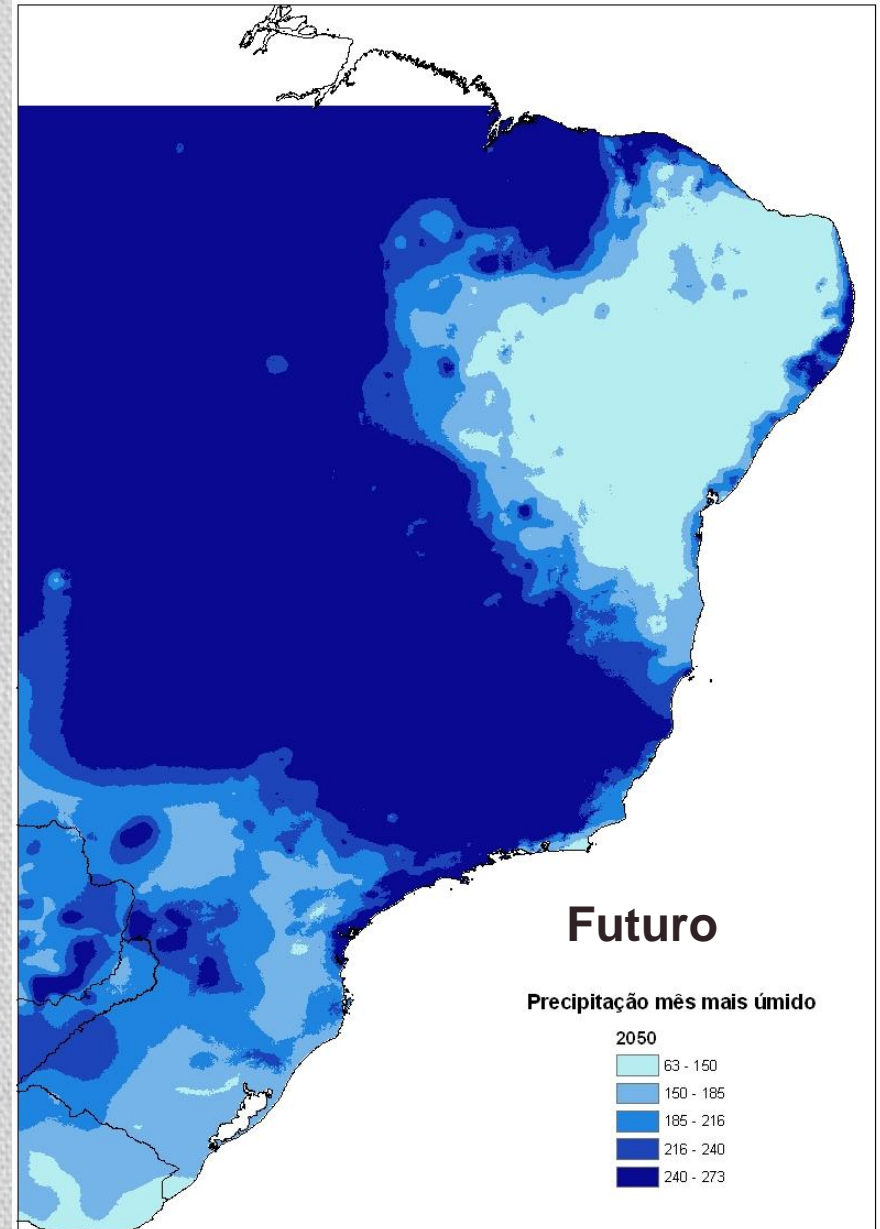 Futuro
Precipitação mês mais úmido
2050
63 - 150
150 - 185
185 - 216
216 - 240
240 - 273